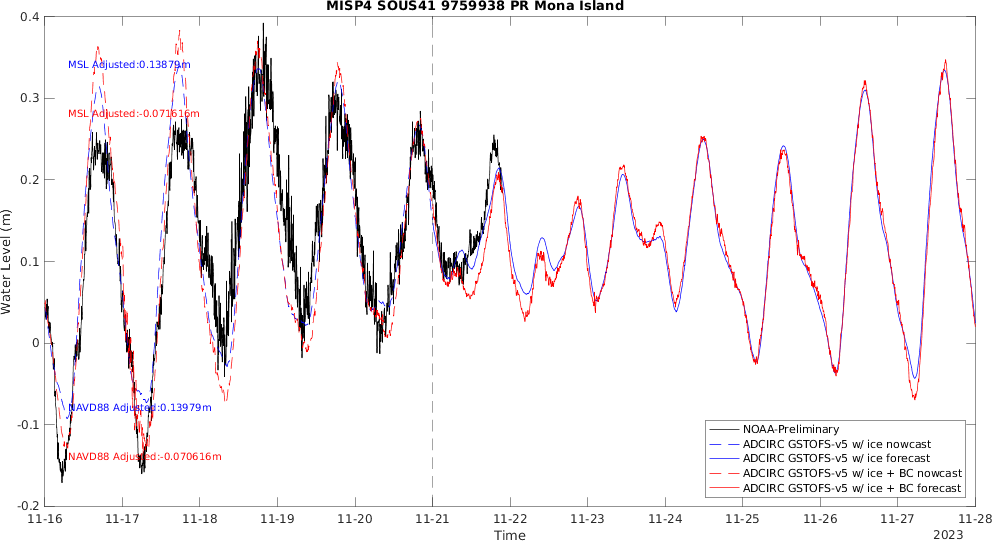 MISP4 SOUS41 9759938 PR Mona Island
0.4
0.3
0.2
0.1
0
-0.1
-0.2
Water Level (m)
MSL Adjusted:0.13879m
MSL Adjusted:-0.071616m
NAVD88 Adjusted:0.13979m
NAVD88 Adjusted:-0.070616m
NOAA-Preliminary
ADCIRC GSTOFS-v5 w/ ice nowcast
ADCIRC GSTOFS-v5 w/ ice forecast
ADCIRC GSTOFS-v5 w/ ice + BC nowcast
ADCIRC GSTOFS-v5 w/ ice + BC forecast
11-16 11-17 11-18 11-19 11-20 11-21 11-22 11-23 11-24 11-25 11-26 11-27 11-28
Time
2023